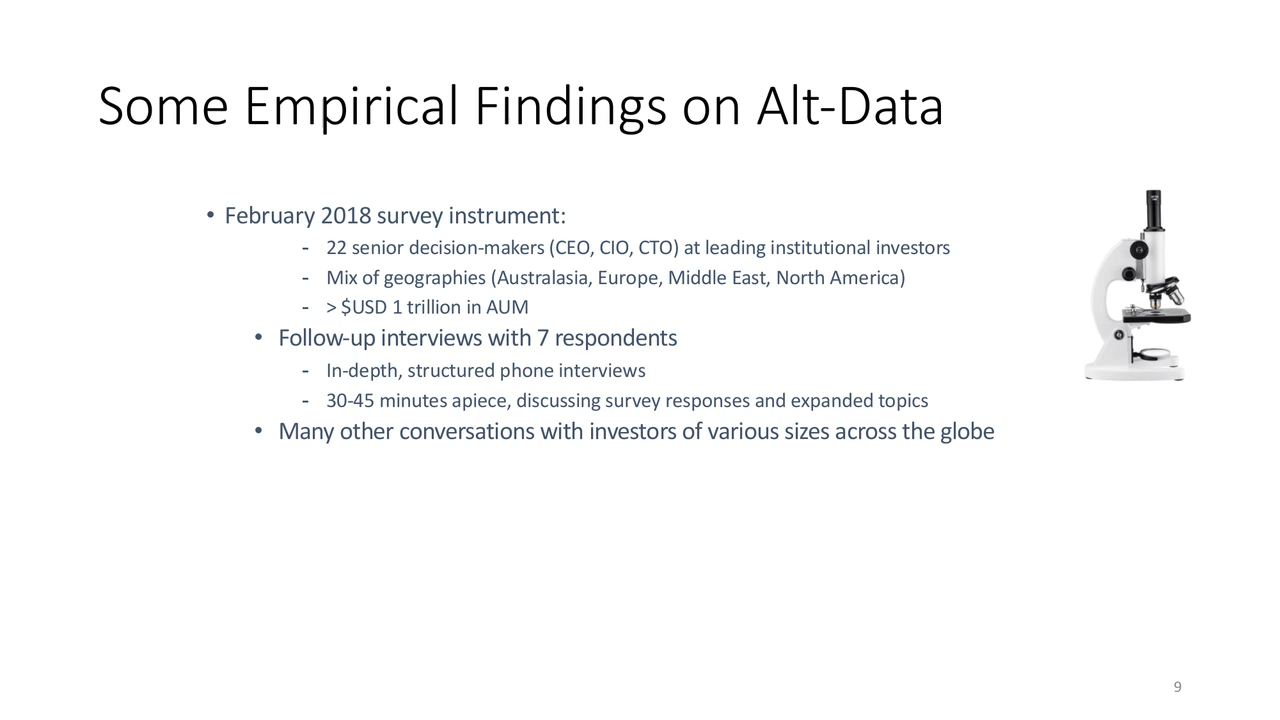 Some Empirical Findings on Alt-Data
• February 2018 survey instrument:
- 22 senior decision-makers (CEO, CIO, CTO) at leading institutional investors
- Mix of geographies (Australasia, Europe, Middle East, North America)
- > $USD 1 trillion in AUM
• Follow-up interviews with 7 respondents
- In-depth, structured phone interviews
- 30-45 minutes apiece, discussing survey responses and expanded topics
• Many other conversations with investors of various sizes across the globe
9